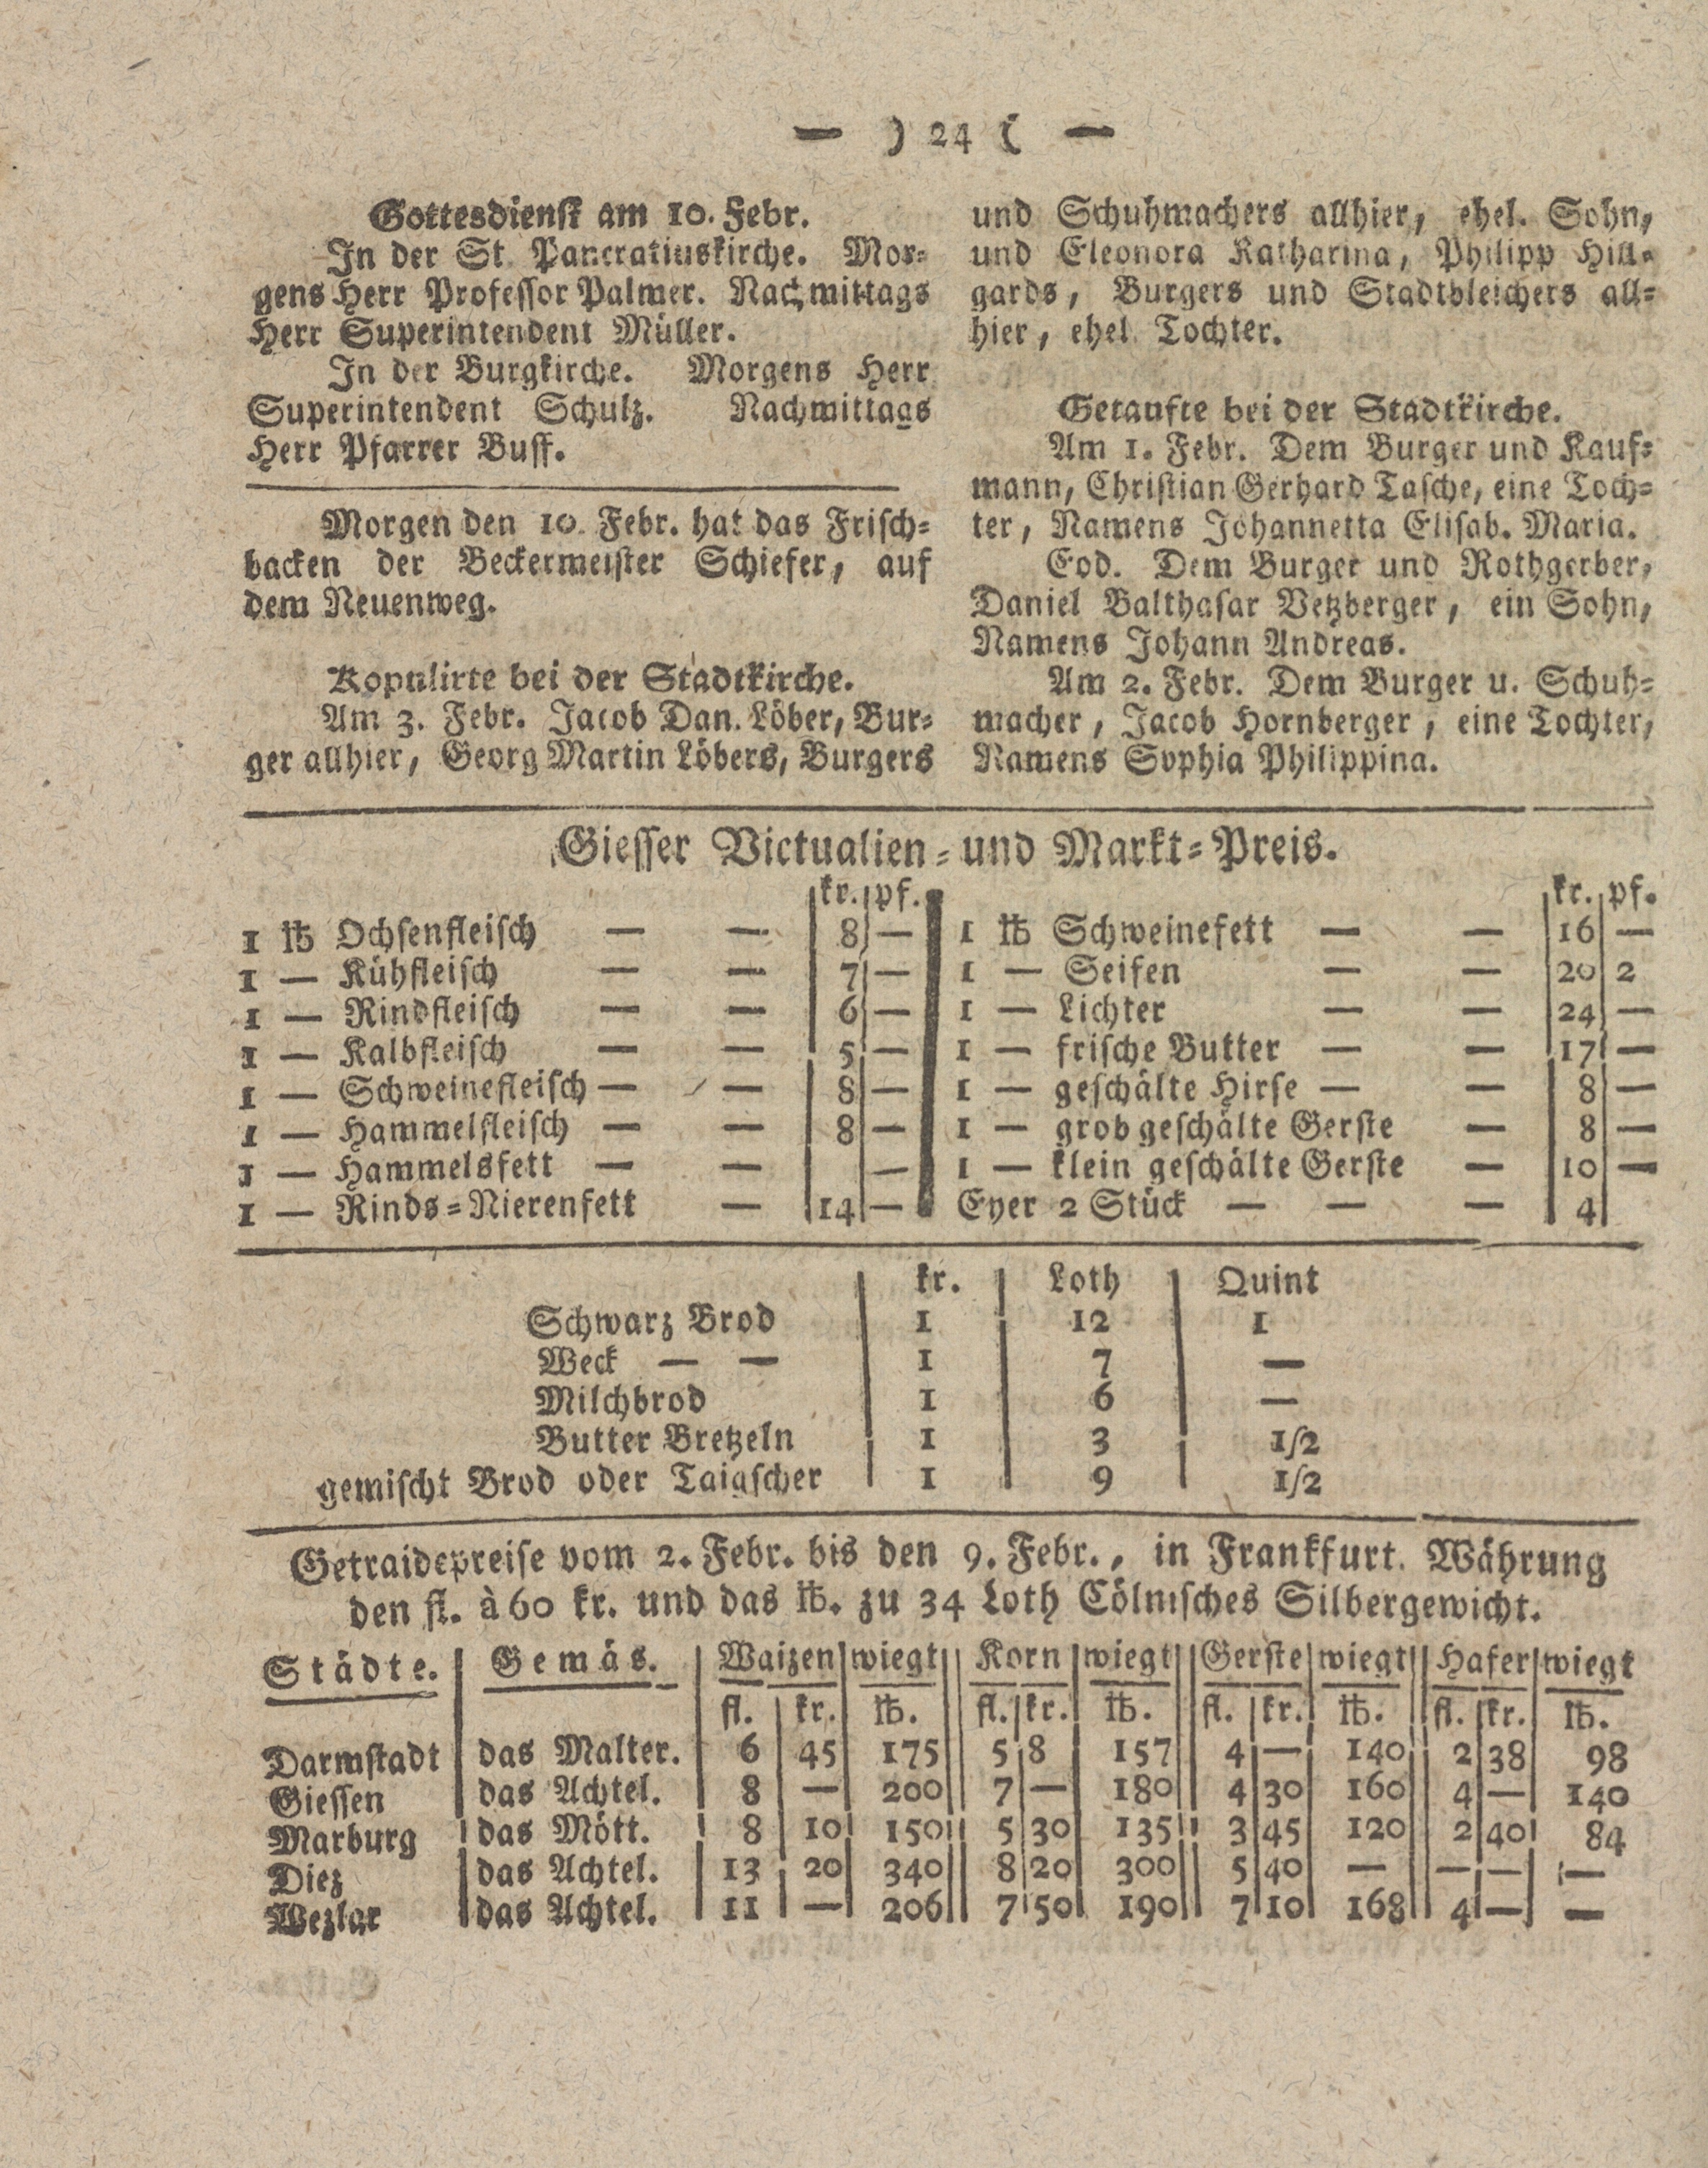 — ) 24 ( —
Gottesdienst am 10. Febr.
In der St. Pancratiuskirche. Mor-
gens Herr Professor Palmer. Nachmittags
Herr Superintendent Müller.
In der Burgkirche. Morgens Herr
Superintendent Schulz. Nachmittags
Herr Pfarrer Buff.
Morgen den 10. Febr. hat das Frisch-
backen der Beckermeister Schiefer, auf
dem Neuenweg.
Kopulirte bei der Stadtkirche.
Am 3. Febr. Jacob Dan. Löber, Bur-
ger allhier, Georg Martin Löbers, Burgers
und Schuhmachers allhier, ehel. Sohn,
und Eleonora Katharina, Philipp Hill-
gards, Burgers und Stadtbleichers all-
hier, ehel. Tochter.
Getaufte bei der Stadtkirche.
Am 1. Febr. Dem Burger und Kauf-
mann, Christian Gerhard Tasche, eine Toch-
ter, Namens Johannetta Elisab. Maria.
Eod. Dem Burger und Rothgerber,
Daniel Balthasar Vetzberger, ein Sohn,
Namens Johann Andreas.
Am 2. Febr. Dem Burger u. Schuh-
macher, Jacob Hornberger, eine Tochter,
Namens Sophia Philippina.
Giesser Victualien- und Markt-Preis.
kr. pf.
1 ℔ Ochsenfleisch — — 8 —
1 — Kühfleisch — — 7 —
1 — Rindfleisch — — 6 —
1 — Kalbfleisch — — 5 —
1 — Schweinefleisch — — 8 —
1 — Hammelfleisch — — 8 —
1 — Hammelsfett — — —
1 — Rinds-Nierenfett — 14 —
kr. pf.
1 ℔ Schweinefett — — 16 —
1 — Seifen — — 20 2
1 — Lichter — — 24 —
1 — frische Butter — — 17 —
1 — geschälte Hirse — — 8 —
1 — grob geschälte Gerste — 8 —
1 — klein geschälte Gerste — 10 —
Eyer 2 Stück — — — 4
kr. Loth Quint
Schwarz Brod 1 12 1
Weck — — 1 7 —
Milchbrod 1 6 —
Butter Bretzeln 1 3 1/2
gemischt Brod oder Taigscher 1 9 1/2
Getraidepreise vom 2. Febr. bis den 9. Febr., in Frankfurt. Währung
den fl. à 60 kr. und das ℔. zu 34 Loth Cölnisches Silbergewicht.
Städte. Gemäs. Waizen wiegt Korn wiegt Gerste wiegt Hafer wiegt
fl. kr. ℔. fl. kr. ℔. fl. kr. ℔. fl. kr. ℔.
Darmstadt das Malter. 6 45 175 5 8 157 4 — 140 2 38 98
Giessen das Achtel. 8 — 200 7 — 180 4 30 160 4 — 140
Marburg das Mött. 8 10 150 5 30 135 3 45 120 2 40 84
Diez das Achtel. 13 20 340 8 20 300 5 40 — — — —
Wezlar das Achtel. 11 — 206 7 50 190 7 10 168 4 — —